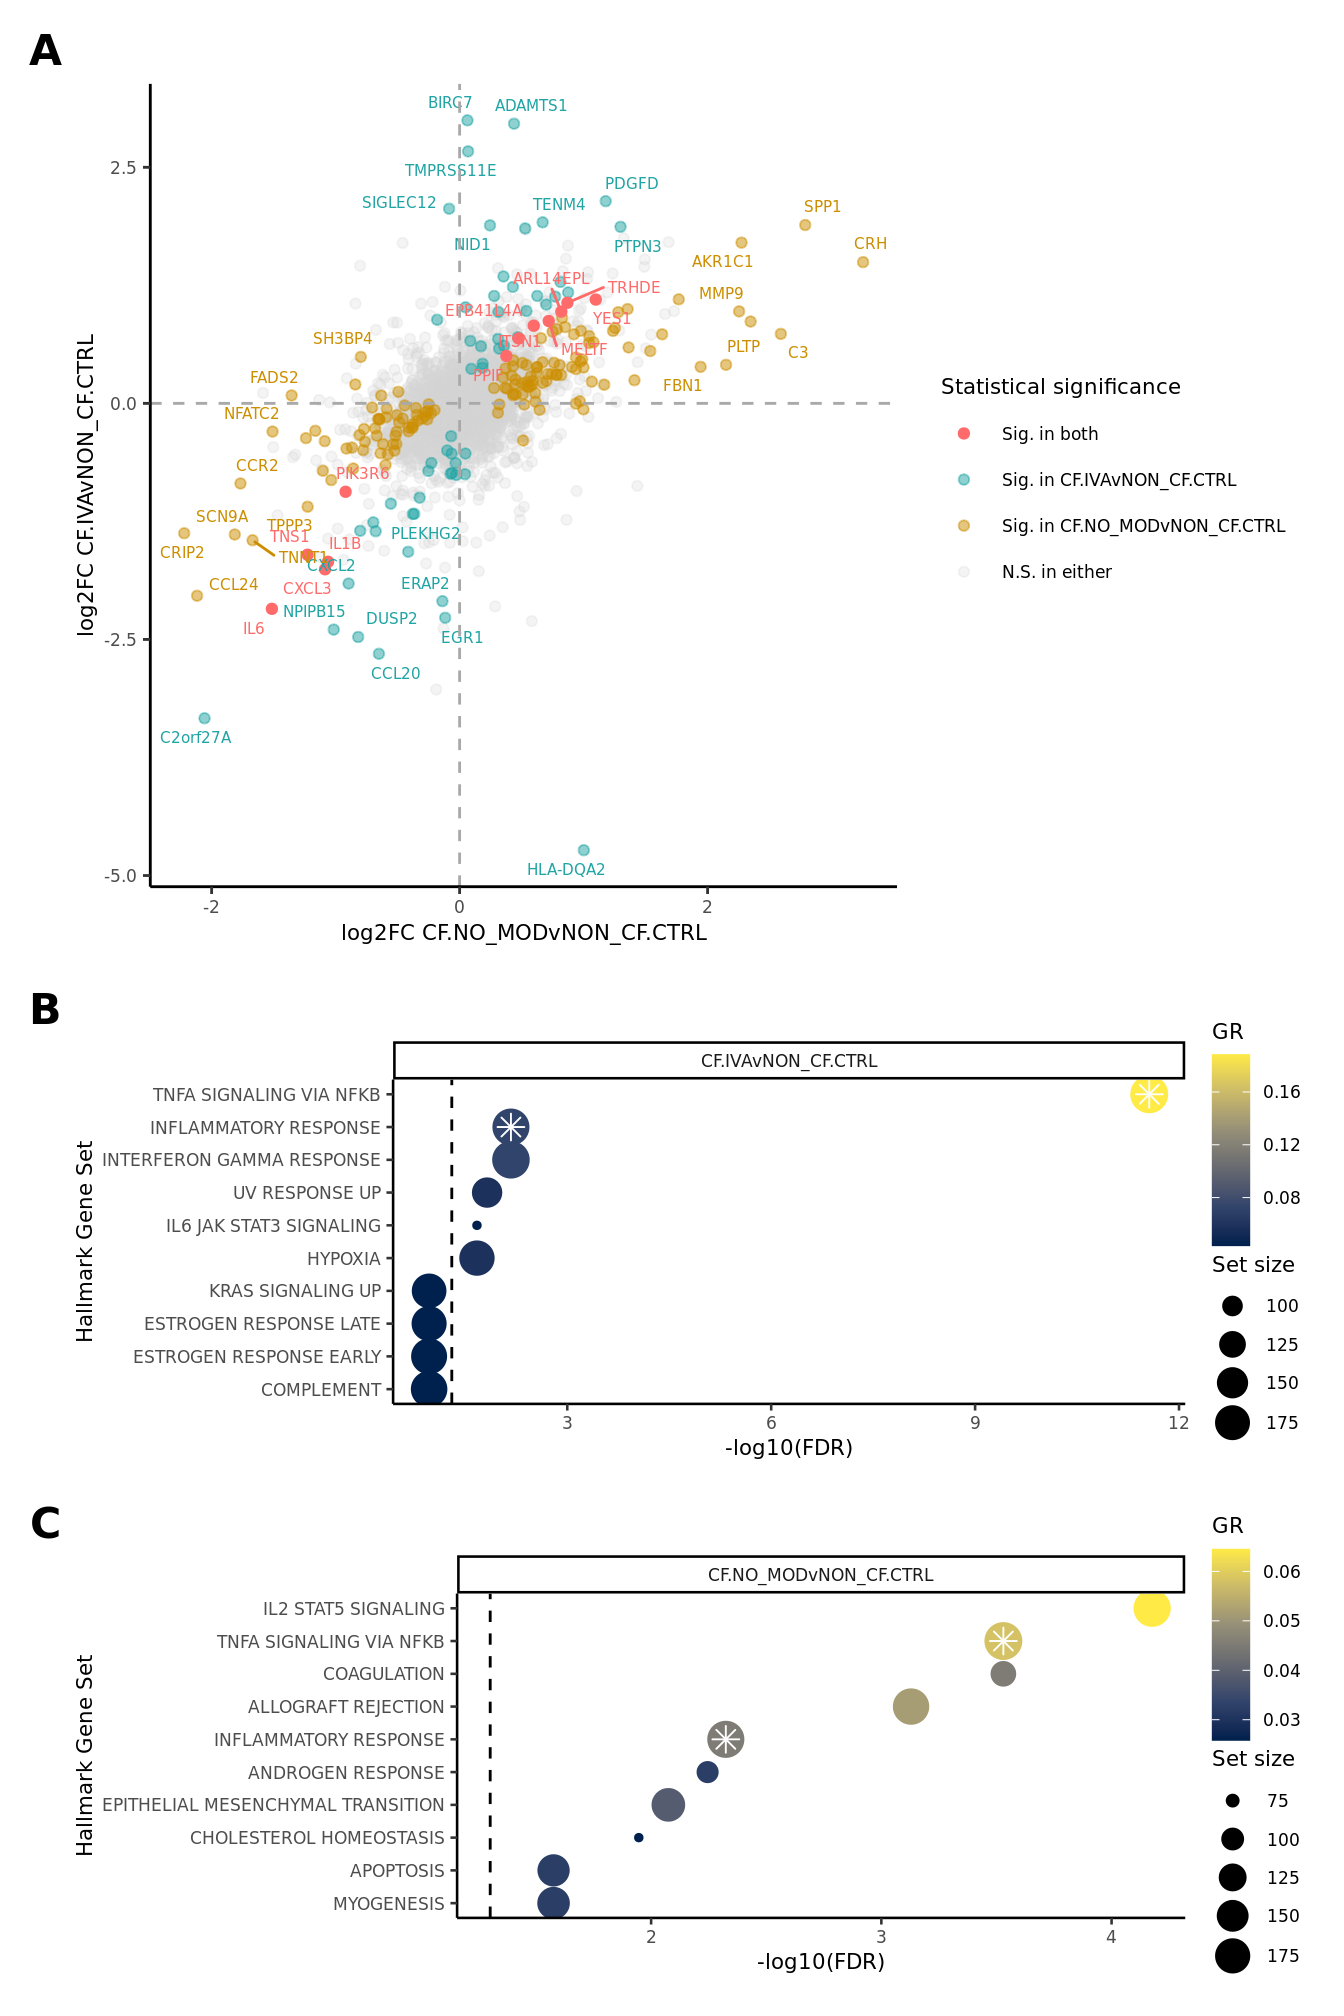 A
BIRC7
ADAMTS1
TMPRSS11E
SIGLEC12
TENM4
PDGFD
NID1
PTPN3
SPP1
CRH
AKR1C1
MMP9
ARL14EPL
TRHDE
EPB41L4A
YES1
SH3BP4
TSN1
MELTF
PLTP
C3
FADS2
PPIF
FBN1
NFATC2
CCR2
PIK3R6
SCN9A
TPPP3
TNS1
IL1B
PLEKHG2
CRIP2
CXCL2
CCL24
CXCL3
ERAP2
NPIPB15
DUSP2
IL6
EGR1
CCL20
C2orf27A
HLA-DQA2
2.5
0.0
-2.5
-5.0
-2
0
2
log2FC CF.IVAvNON_CF.CTRL
log2FC CF.NO_MODvNON_CF.CTRL
Statistical significance
Sig. in both
Sig. in CF.IVAvNON_CF.CTRL
Sig. in CF.NO_MODvNON_CF.CTRL
N.S. in either
B
CF.IVAvNON_CF.CTRL
Hallmark Gene Set
TNFA SIGNALING VIA NFKB
INFLAMMATORY RESPONSE
INTERFERON GAMMA RESPONSE
UV RESPONSE UP
IL6 JAK STAT3 SIGNALING
HYPOXIA
KRAS SIGNALING UP
ESTROGEN RESPONSE LATE
ESTROGEN RESPONSE EARLY
COMPLEMENT
3
6
9
12
-log10(FDR)
GR
0.16
0.12
0.08
Set size
100
125
150
175
C
CF.NO_MODvNON_CF.CTRL
Hallmark Gene Set
IL2 STAT5 SIGNALING
TNFA SIGNALING VIA NFKB
COAGULATION
ALLOGRAFT REJECTION
INFLAMMATORY RESPONSE
ANDROGEN RESPONSE
EPITHELIAL MESENCHYMAL TRANSITION
CHOLESTEROL HOMEOSTASIS
APOPTOSIS
MYOGENESIS
2
3
4
-log10(FDR)
GR
0.06
0.05
0.04
0.03
Set size
75
100
125
150
175